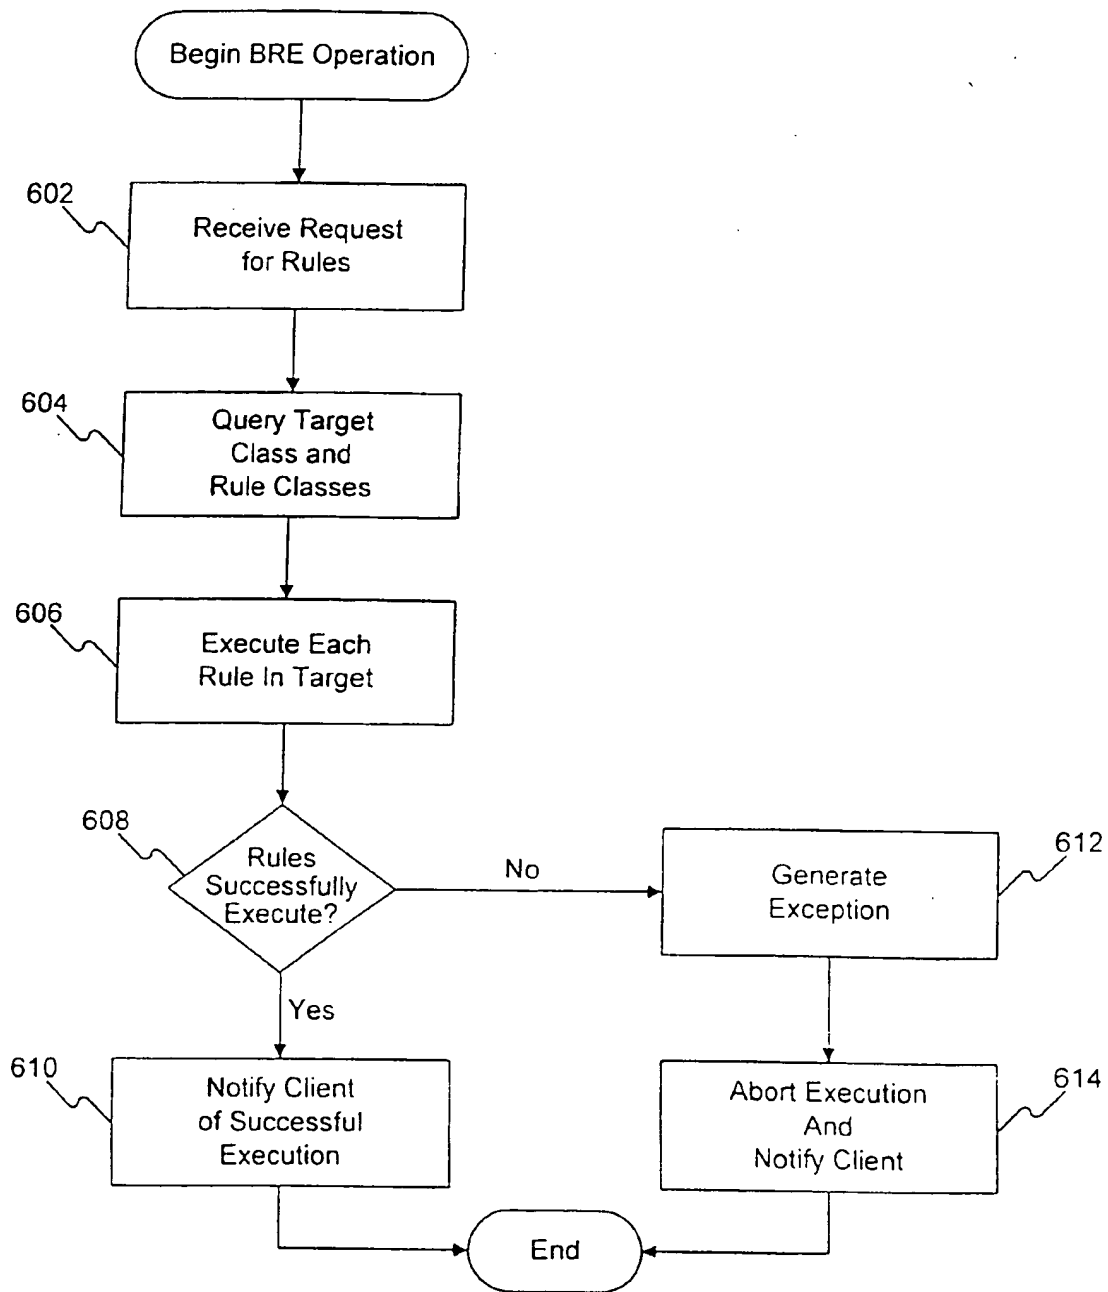 Begin BRE Operation
602
Receive Request
for Rules
604
Query Target
Class and
Rule Classes
606
Execute Each
Rule In Target
608
Rules
Successfully
Execute?
No
612
Generate
Exception
Yes
610
Notify Client
of Successful
Execution
614
Abort Execution
And
Notify Client
End